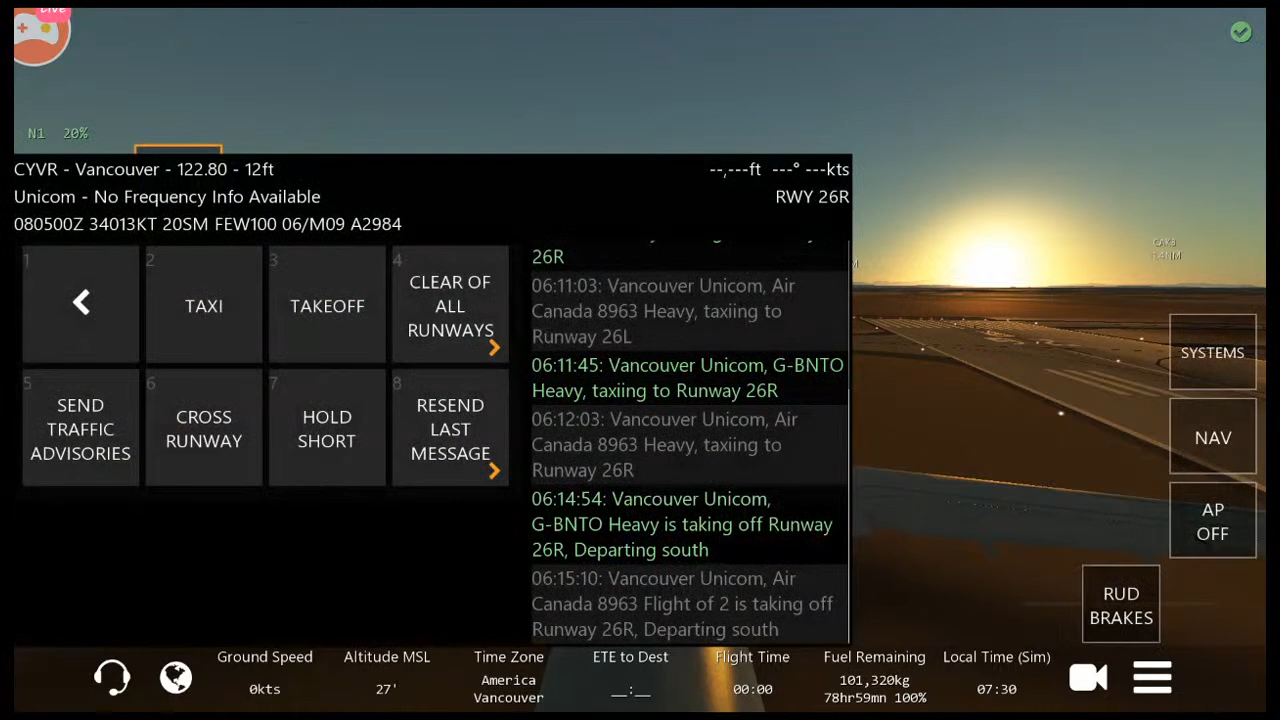 Live
N1 20%
CYVR - Vancouver - 122.80 - 12ft
--,---ft ---° ---kts
Unicom - No Frequency Info Available
RWY 26R
080500Z 34013KT 20SM FEW100 06/M09 A2984
1
2
TAXI
3
TAKEOFF
4
CLEAR OF
ALL
RUNWAYS
5
SEND
TRAFFIC
ADVISORIES
6
CROSS
RUNWAY
7
HOLD
SHORT
8
RESEND
LAST
MESSAGE
26R
06:11:03: Vancouver Unicom, Air
Canada 8963 Heavy, taxiing to
Runway 26L
06:11:45: Vancouver Unicom, G-BNTO
Heavy, taxiing to Runway 26R
06:12:03: Vancouver Unicom, Air
Canada 8963 Heavy, taxiing to
Runway 26R
06:14:54: Vancouver Unicom,
G-BNTO Heavy is taking off Runway
26R, Departing south
06:15:10: Vancouver Unicom, Air
Canada 8963 Flight of 2 is taking off
Runway 26R, Departing south
SYSTEMS
NAV
AP
OFF
RUD
BRAKES
Ground Speed
0kts
Altitude MSL
27'
Time Zone
America
Vancouver
ETE to Dest
__:__
Flight Time
00:00
Fuel Remaining
101,320kg
78hr59mn 100%
Local Time (Sim)
07:30